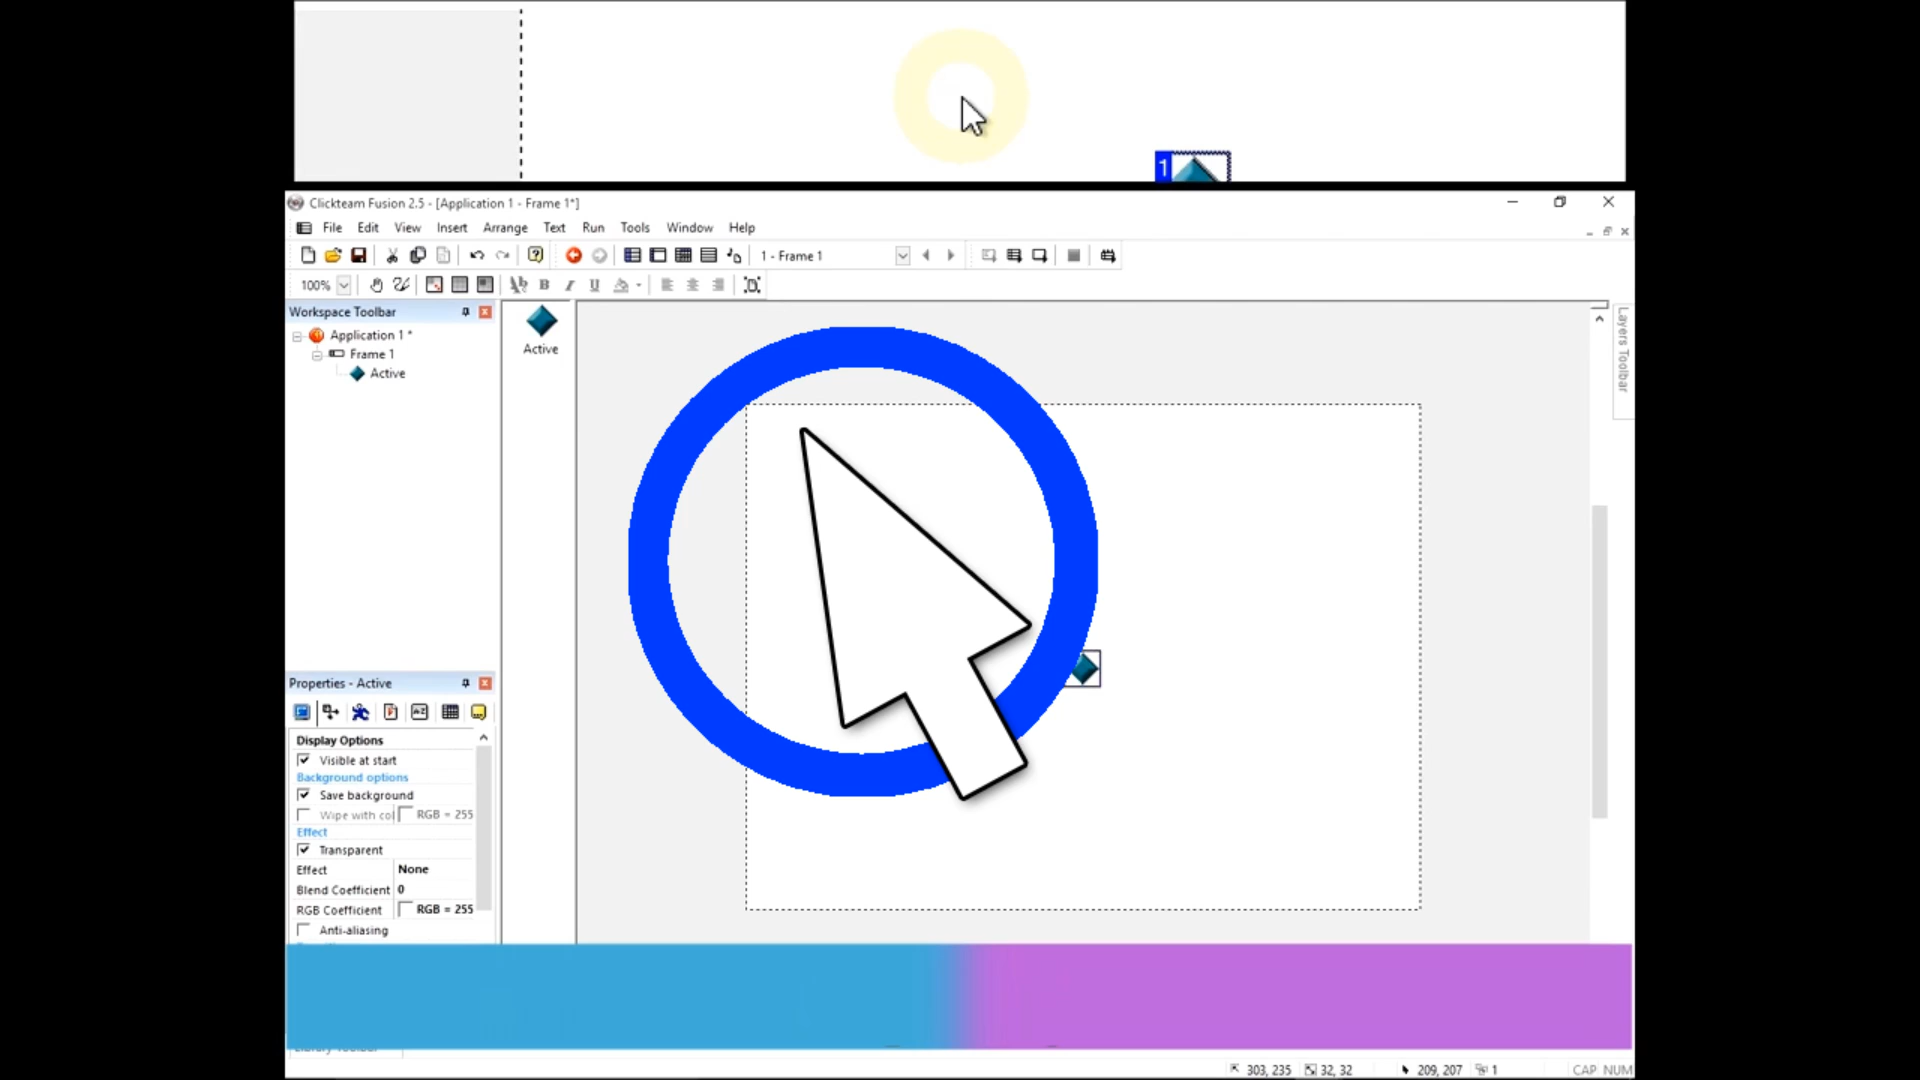 1
Clickteam Fusion 2.5 - [Application 1 - Frame 1*]
File Edit View Insert Arrange Text Run Tools Window Help
1 - Frame 1
100%
B I U
Workspace Toolbar
Application 1 *
Frame 1
Active
Active
Layers Toolbar
Properties - Active
Display Options
Visible at start
Background options
Save background
Wipe with col RGB = 255
Effect
Transparent
Effect None
Blend Coefficient 0
RGB Coefficient RGB = 255
Anti-aliasing
303, 235 32, 32 209, 207 1 CAP NUM